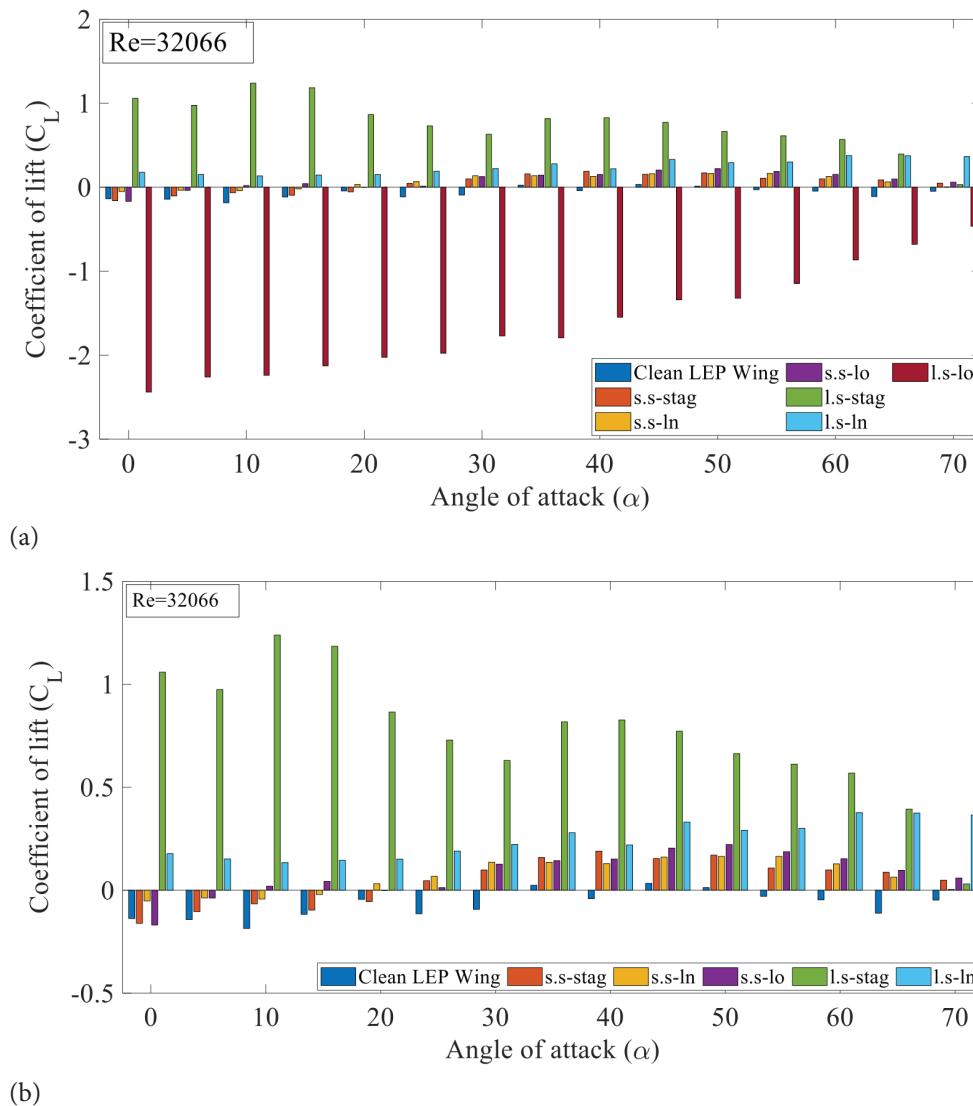 2
Re=32066
1
0
-1
-2
-3
Coefficient of lift (C_L)
Clean LEP Wing s.s-lo l.s-lo
s.s-stag l.s-stag
s.s-ln l.s-ln
0 10 20 30 40 50 60 70
Angle of attack (α)
(a)
1.5
Re=32066
1
0.5
0
-0.5
Coefficient of lift (C_L)
Clean LEP Wing s.s-stag s.s-ln s.s-lo l.s-stag l.s-ln
0 10 20 30 40 50 60 70
Angle of attack (α)
(b)